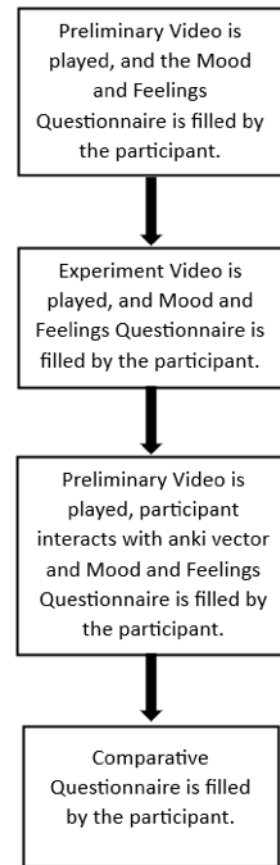 Preliminary Video is
played, and the Mood
and Feelings
Questionnaire is filled by
the participant.
Experiment Video is
played, and Mood and
Feelings Questionnaire is
filled by the participant.
Preliminary Video is
played, participant
interacts with anki vector
and Mood and Feelings
Questionnaire is filled by
the participant.
Comparative
Questionnaire is filled
by the participant.